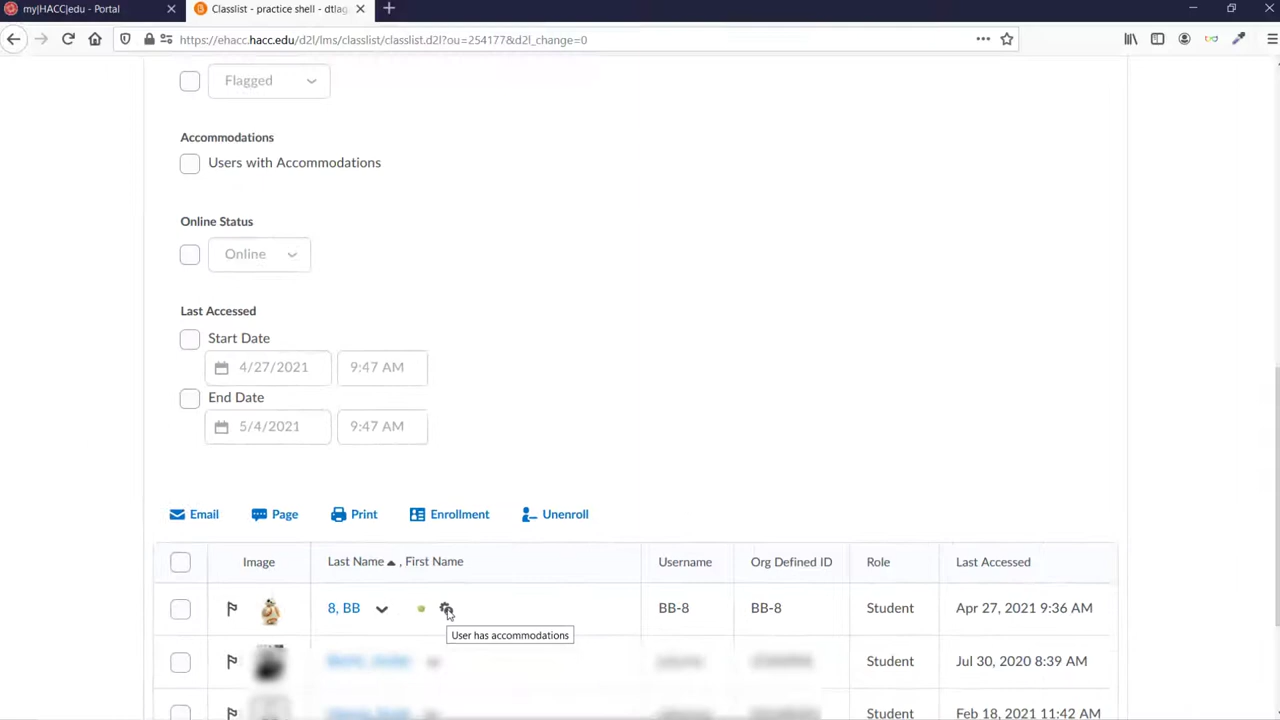 my|HACC|edu - Portal
Classlist - practice shell - dtlag
https://ehacc.hacc.edu/d2l/lms/classlist/classlist.d2l?ou=254177&d2l_change=0
Flagged
Accommodations
Users with Accommodations
Online Status
Online
Last Accessed
Start Date
4/27/2021 9:47 AM
End Date
5/4/2021 9:47 AM
Email Page Print Enrollment Unenroll
Image Last Name , First Name Username Org Defined ID Role Last Accessed
8, BB BB-8 BB-8 Student Apr 27, 2021 9:36 AM
User has accommodations
Student Jul 30, 2020 8:39 AM
Student Feb 18, 2021 11:42 AM